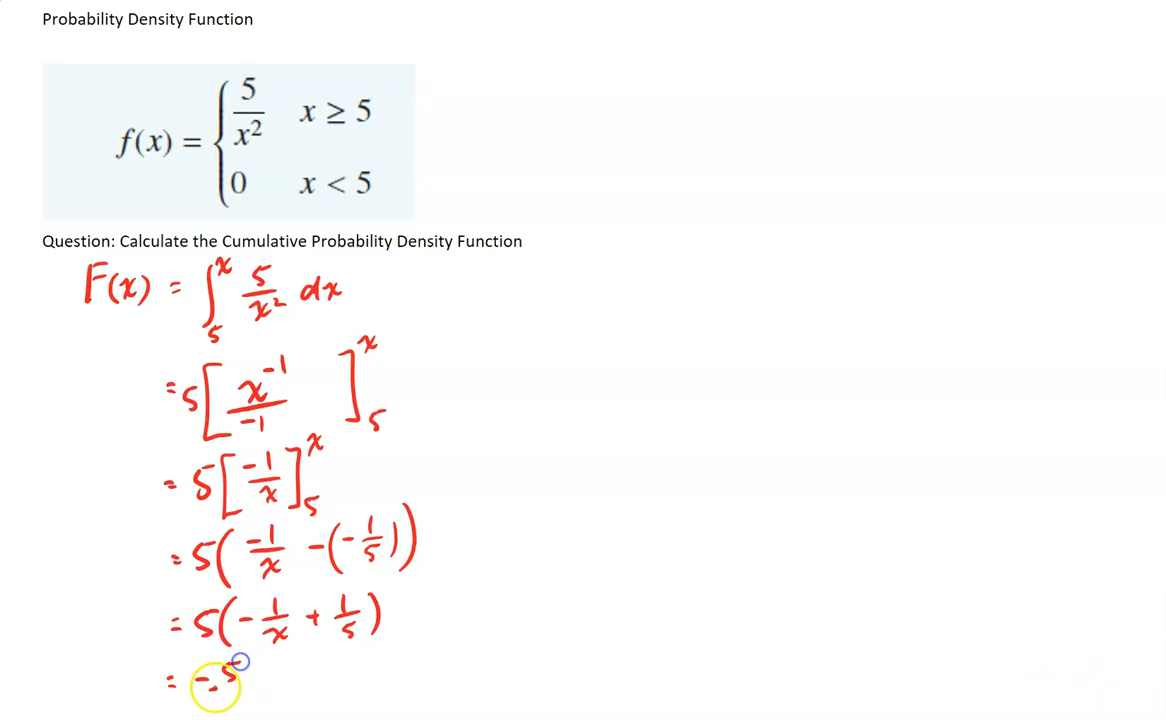 Probability Density Function
f(x) = { 5/x² x ≥ 5
0 x < 5
Question: Calculate the Cumulative Probability Density Function
F(x) = ∫₅ˣ 5/x² dx
= 5[x⁻¹/-1]₅ˣ
= 5[-1/x]₅ˣ
= 5(-1/x -(-1/5))
= 5(-1/x + 1/5)
= -5